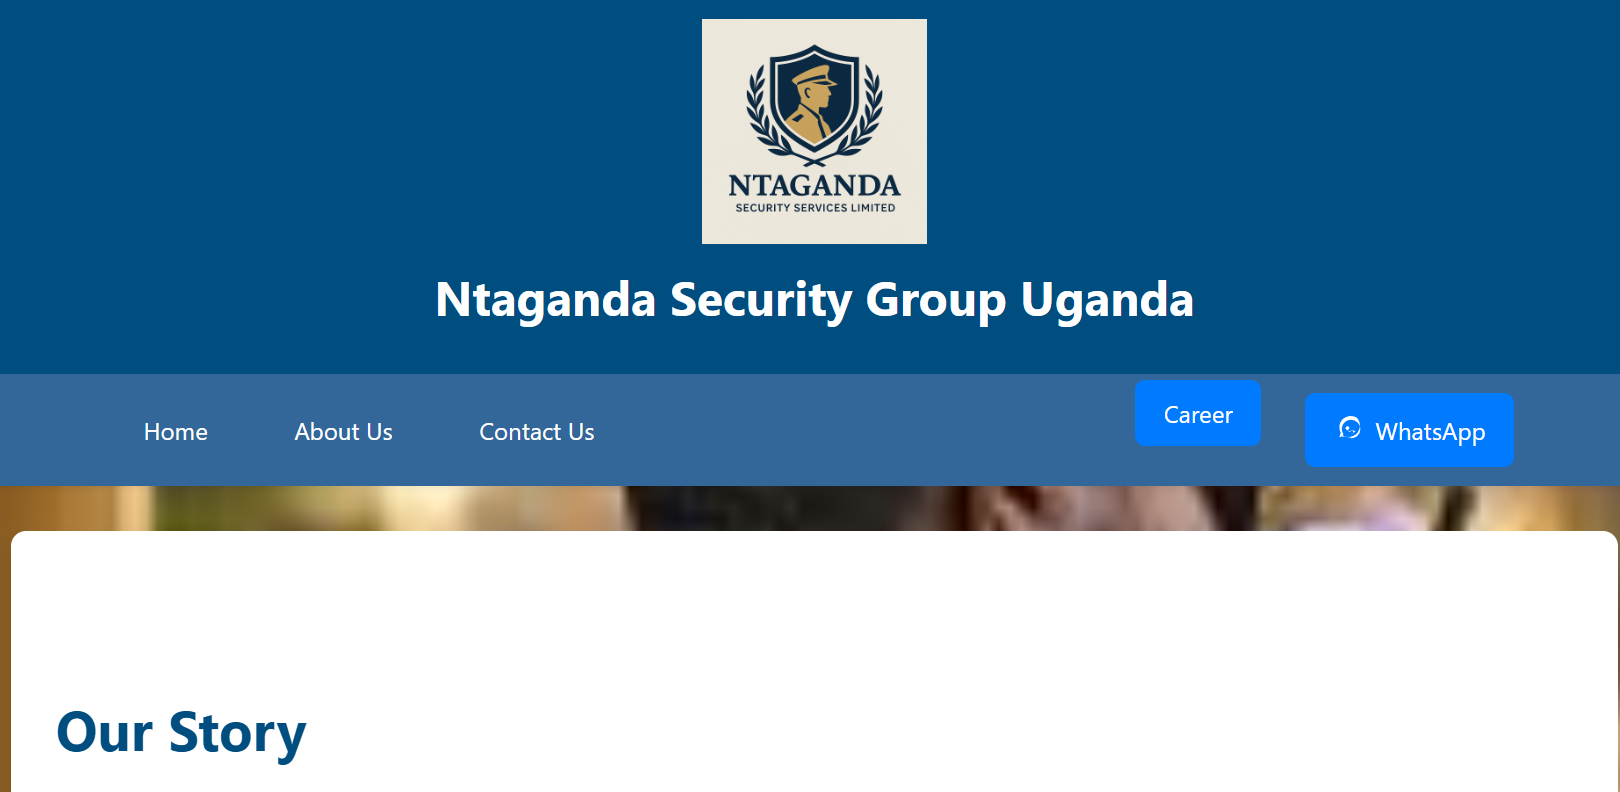 NTAGANDA
SECURITY SERVICES LIMITED
Ntaganda Security Group Uganda
Home About Us Contact Us Career WhatsApp
Our Story